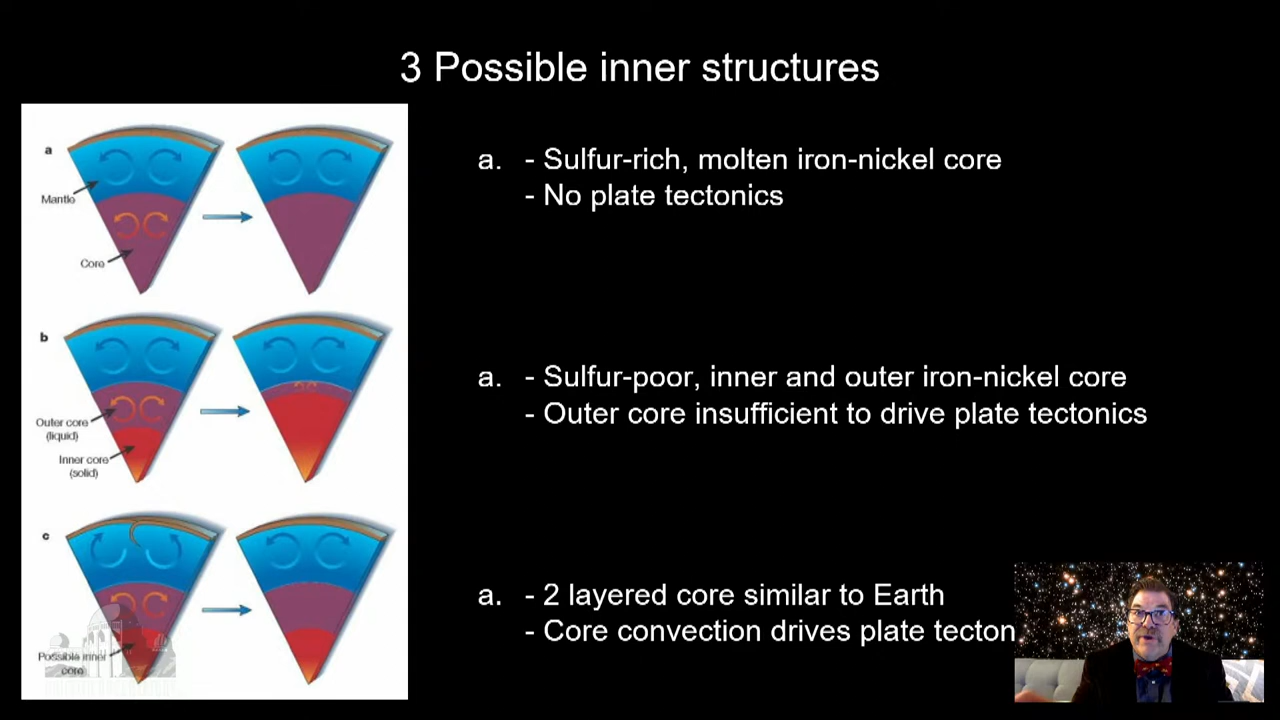 3 Possible inner structures
a
Mantle
Core
a. - Sulfur-rich, molten iron-nickel core
- No plate tectonics
b
Outer core
(liquid)
Inner core
(solid)
a. - Sulfur-poor, inner and outer iron-nickel core
- Outer core insufficient to drive plate tectonics
c
Possible inner
core
a. - 2 layered core similar to Earth
- Core convection drives plate tecton